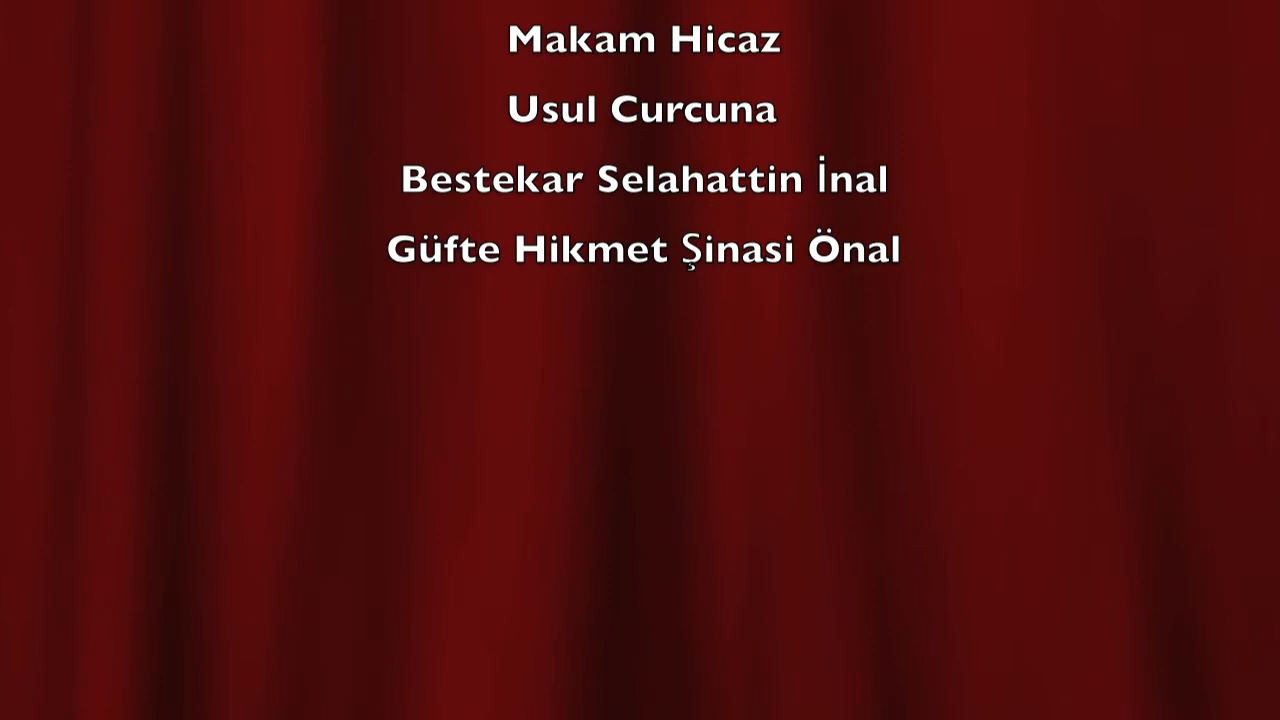 Makam Hicaz
Usul Curcuna
Bestekar Selahattin İnal
Güfte Hikmet Şinasi Önal